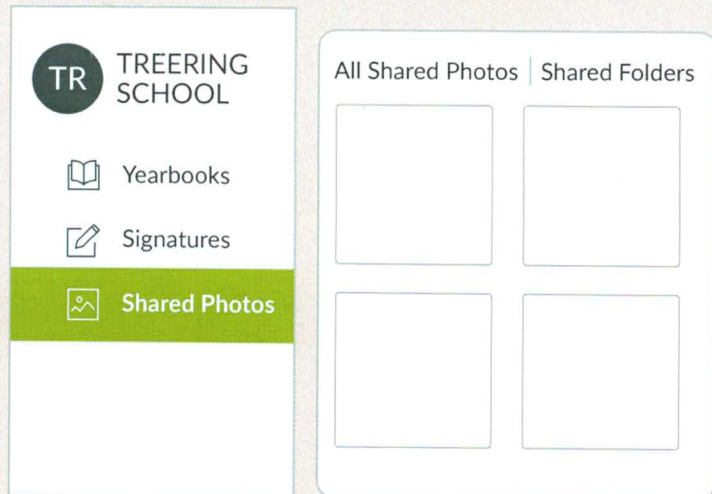 TR
TREERING
SCHOOL
Yearbooks
Signatures
Shared Photos
All Shared Photos | Shared Folders